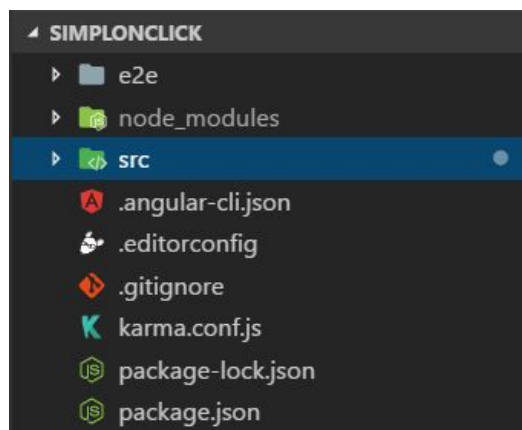 SIMPLONCLICK
e2e
node_modules
src
.angular-cli.json
.editorconfig
.gitignore
karma.conf.js
package-lock.json
package.json